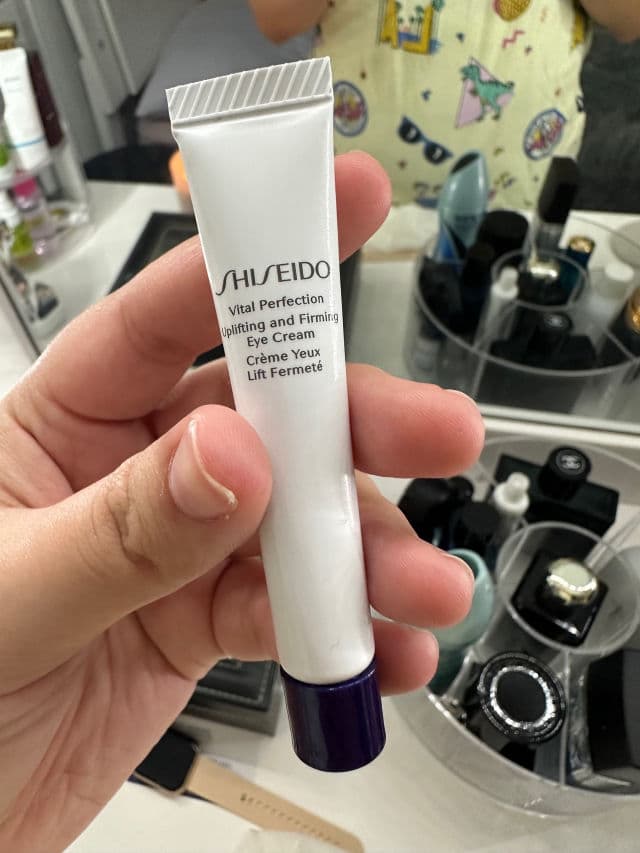 SHISEIDO
Vital Perfection
Uplifting and Firming
Eye Cream
Crème Yeux
Lift Fermeté